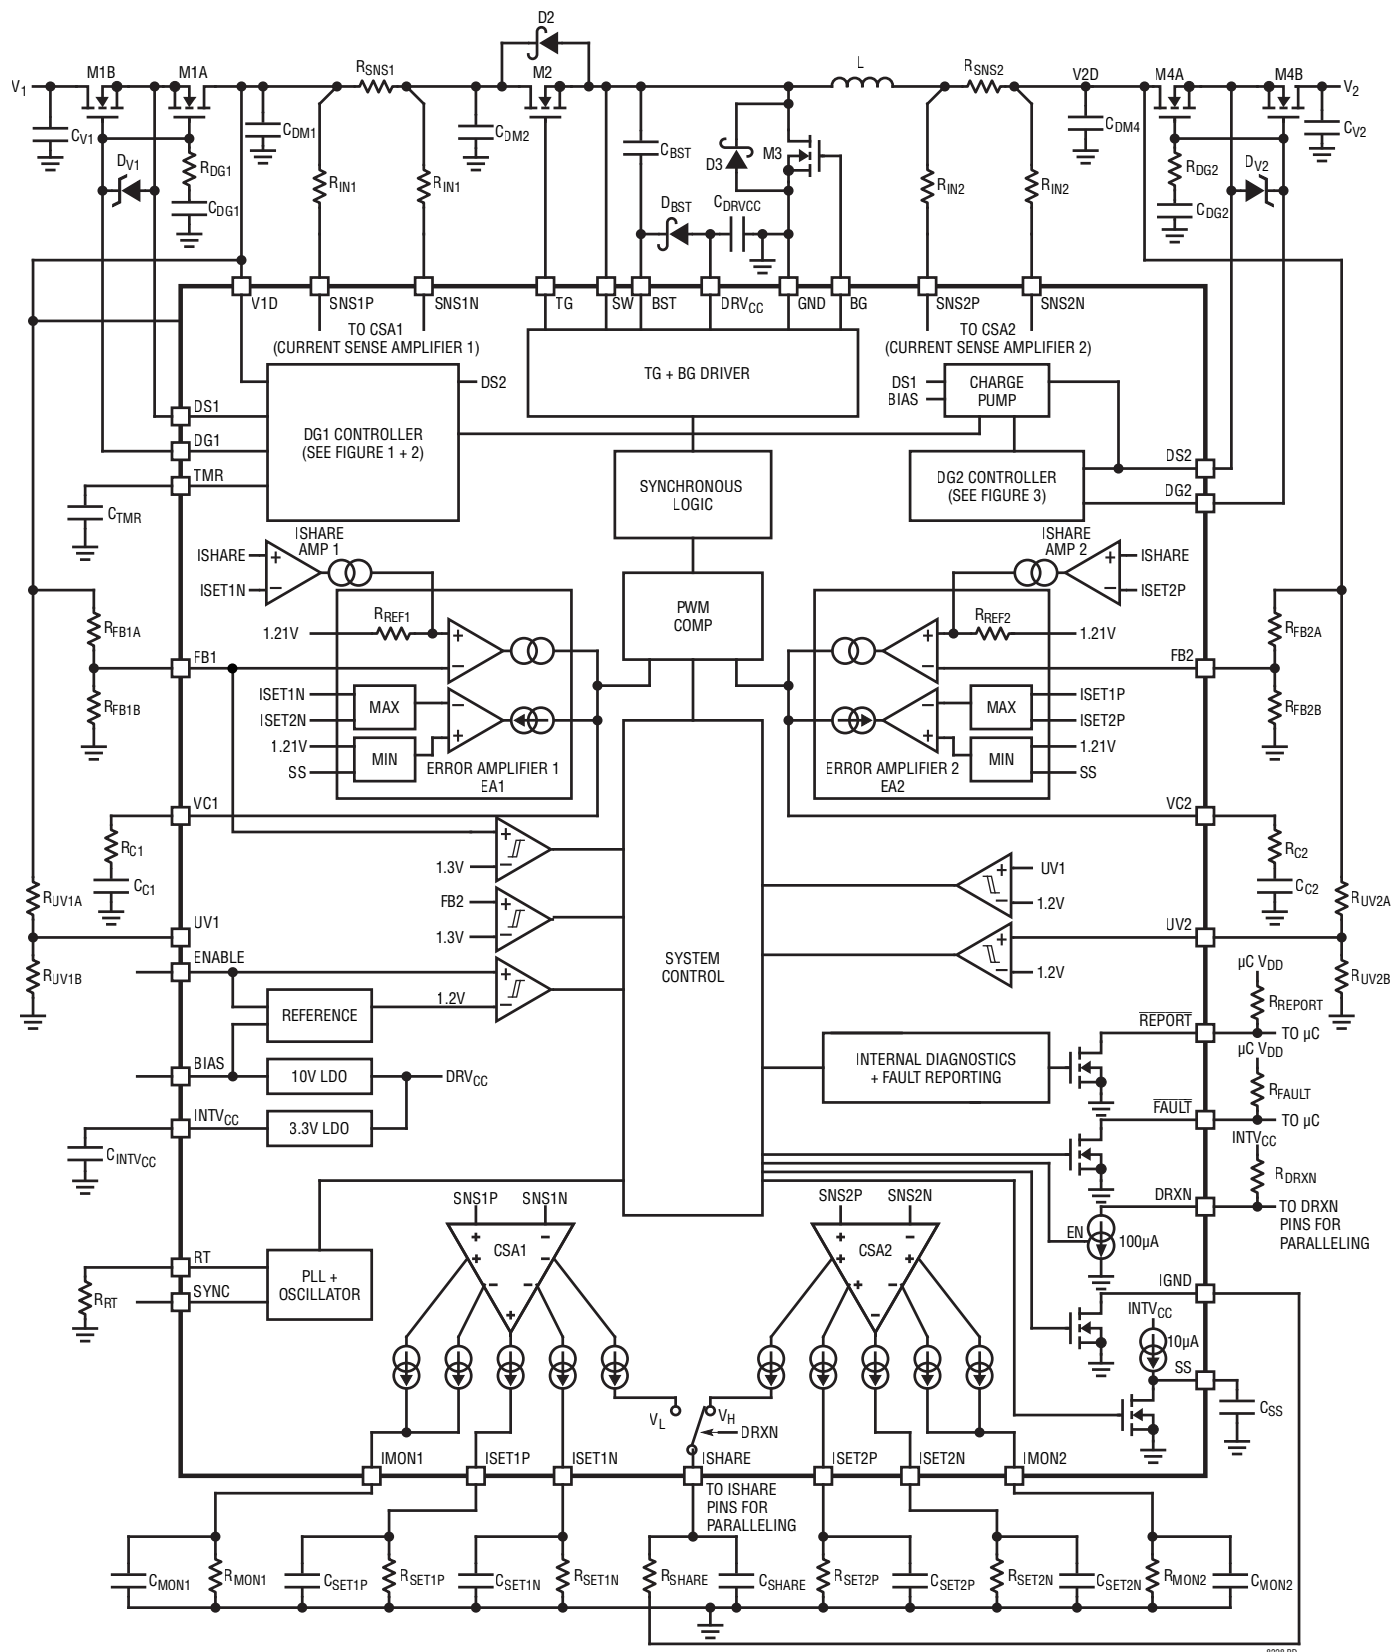 D2
V1
M1B
M1A
RSNS1
M2
L
RSNS2
V2D
M4A
M4B
V2
CV1
CDM1
CDM2
CBST
D3
M3
CDM4
CV2
DV1
RDG1
CDG1
RIN1
RIN1
DBST
CDRVCC
RIN2
RIN2
RDG2
CDG2
DV2
V1D
SNS1P
SNS1N
TG
SW
BST
DRVCC
GND
BG
SNS2P
SNS2N
TO CSA1
(CURRENT SENSE AMPLIFIER 1)
TO CSA2
(CURRENT SENSE AMPLIFIER 2)
TG + BG DRIVER
DS2
DS1
BIAS
CHARGE
PUMP
DS1
DG1
TMR
DG1 CONTROLLER
(SEE FIGURE 1 + 2)
SYNCHRONOUS
LOGIC
DG2 CONTROLLER
(SEE FIGURE 3)
DS2
DG2
CTMR
ISHARE
AMP 1
ISHARE
ISET1N
+
−
ISHARE
AMP 2
ISHARE
ISET2P
+
−
PWM
COMP
RFB1A
RREF1
1.21V
+
−
FB1
RFB1B
ISET1N
ISET2N
MAX
−
+
1.21V
SS
MIN
ERROR AMPLIFIER 1
EA1
RREF2
1.21V
+
−
FB2
RFB2A
RFB2B
ISET1P
ISET2P
MAX
−
+
1.21V
SS
MIN
ERROR AMPLIFIER 2
EA2
VC1
VC2
RC1
CC1
RC2
CC2
1.3V
+
−
FB2
1.3V
+
−
UV1
1.2V
+
−
RUV1A
UV1
RUV1B
UV2
RUV2A
RUV2B
1.2V
+
−
ENABLE
1.2V
+
−
REFERENCE
SYSTEM
CONTROL
BIAS
10V LDO
DRVCC
INTVCC
3.3V LDO
CINTVCC
INTERNAL DIAGNOSTICS
+ FAULT REPORTING
µC VDD
RREPORT
REPORT
TO µC
µC VDD
RFAULT
FAULT
TO µC
INTVCC
RDRXN
DRXN
TO DRXN
PINS FOR
PARALLELING
EN
100µA
IGND
INTVCC
10µA
SS
CSS
SNS1P
SNS1N
+
−
CSA1
+
−
−
−
+
SNS2P
SNS2N
+
−
CSA2
+
−
+
−
−
RT
SYNC
RRT
PLL +
OSCILLATOR
VL
VH
DRXN
IMON1
ISET1P
ISET1N
ISHARE
ISET2P
ISET2N
IMON2
TO ISHARE
PINS FOR
PARALLELING
CMON1
RMON1
CSET1P
RSET1P
CSET1N
RSET1N
RSHARE
CSHARE
RSET2P
CSET2P
RSET2N
CSET2N
RMON2
CMON2